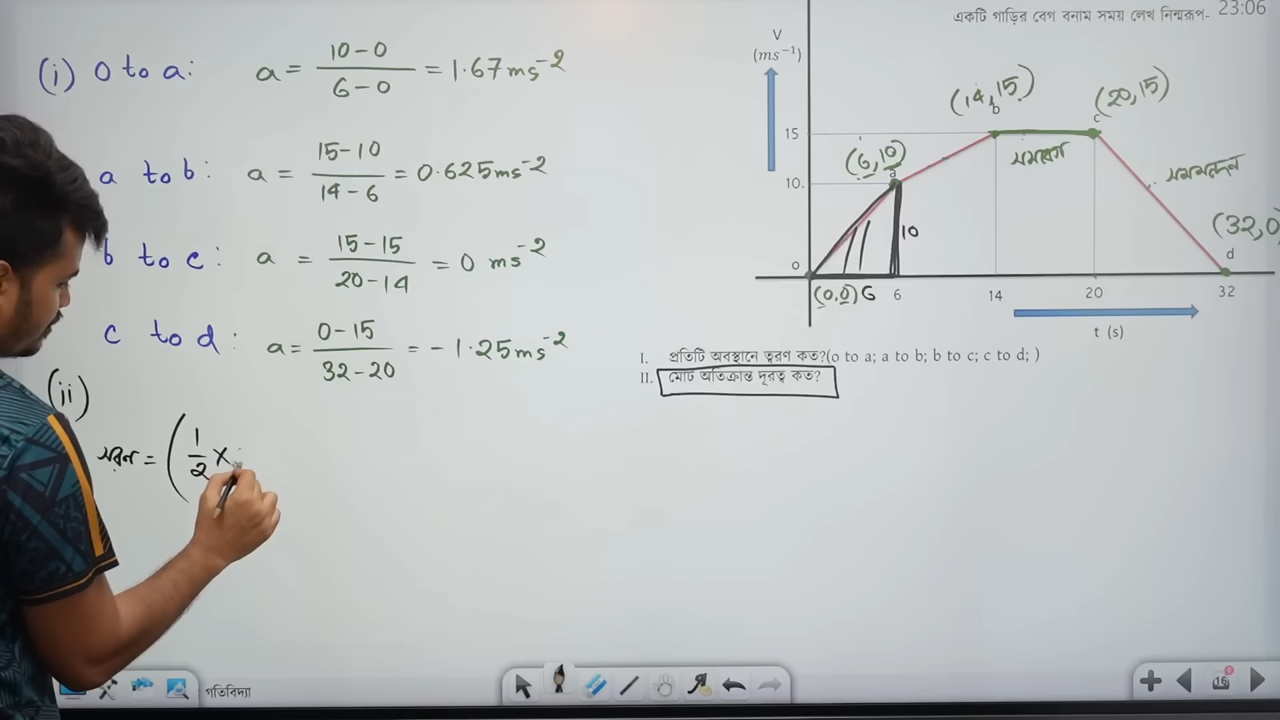 23:06
একটি গাড়ির বেগ বনাম সময় লেখ নিম্নরূপ-
(i) 0 to a: a = 10-0 / 6-0 = 1.67 ms⁻²
a to b: a = 15-10 / 14-6 = 0.625 ms⁻²
b to c: a = 15-15 / 20-14 = 0 ms⁻²
c to d: a = 0-15 / 32-20 = -1.25 ms⁻²
(ii)
= ( 1/2 ×
V
(ms⁻¹)
(14,15)
b
(20,15)
c
15
(6,10)
a
সমবেগ
সমমন্দন
10
10
(32,0
d
0
(0,0) 6
6
14
20
32
t (s)
I. প্রতিটি অবস্থানে ত্বরণ কত?(o to a; a to b; b to c; c to d; )
II. মোট অতিক্রান্ত দূরত্ব কত?
গতিবিদ্যা
16